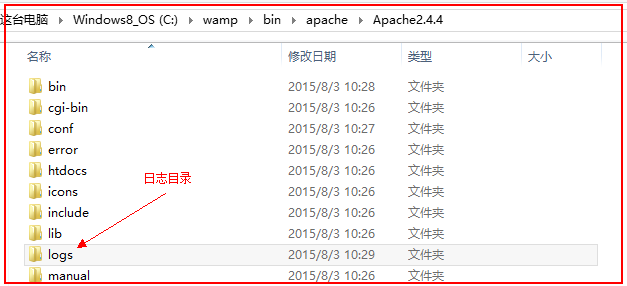 这台电脑 ▸ Windows8_OS (C:) ▸ wamp ▸ bin ▸ apache ▸ Apache2.4.4
名称 修改日期 类型 大小
bin 2015/8/3 10:28 文件夹
cgi-bin 2015/8/3 10:26 文件夹
conf 2015/8/3 10:27 文件夹
error 2015/8/3 10:26 文件夹
htdocs 2015/8/3 10:26 文件夹
日志目录
icons 2015/8/3 10:26 文件夹
include 2015/8/3 10:26 文件夹
lib 2015/8/3 10:26 文件夹
logs 2015/8/3 10:29 文件夹
manual 2015/8/3 10:26 文件夹